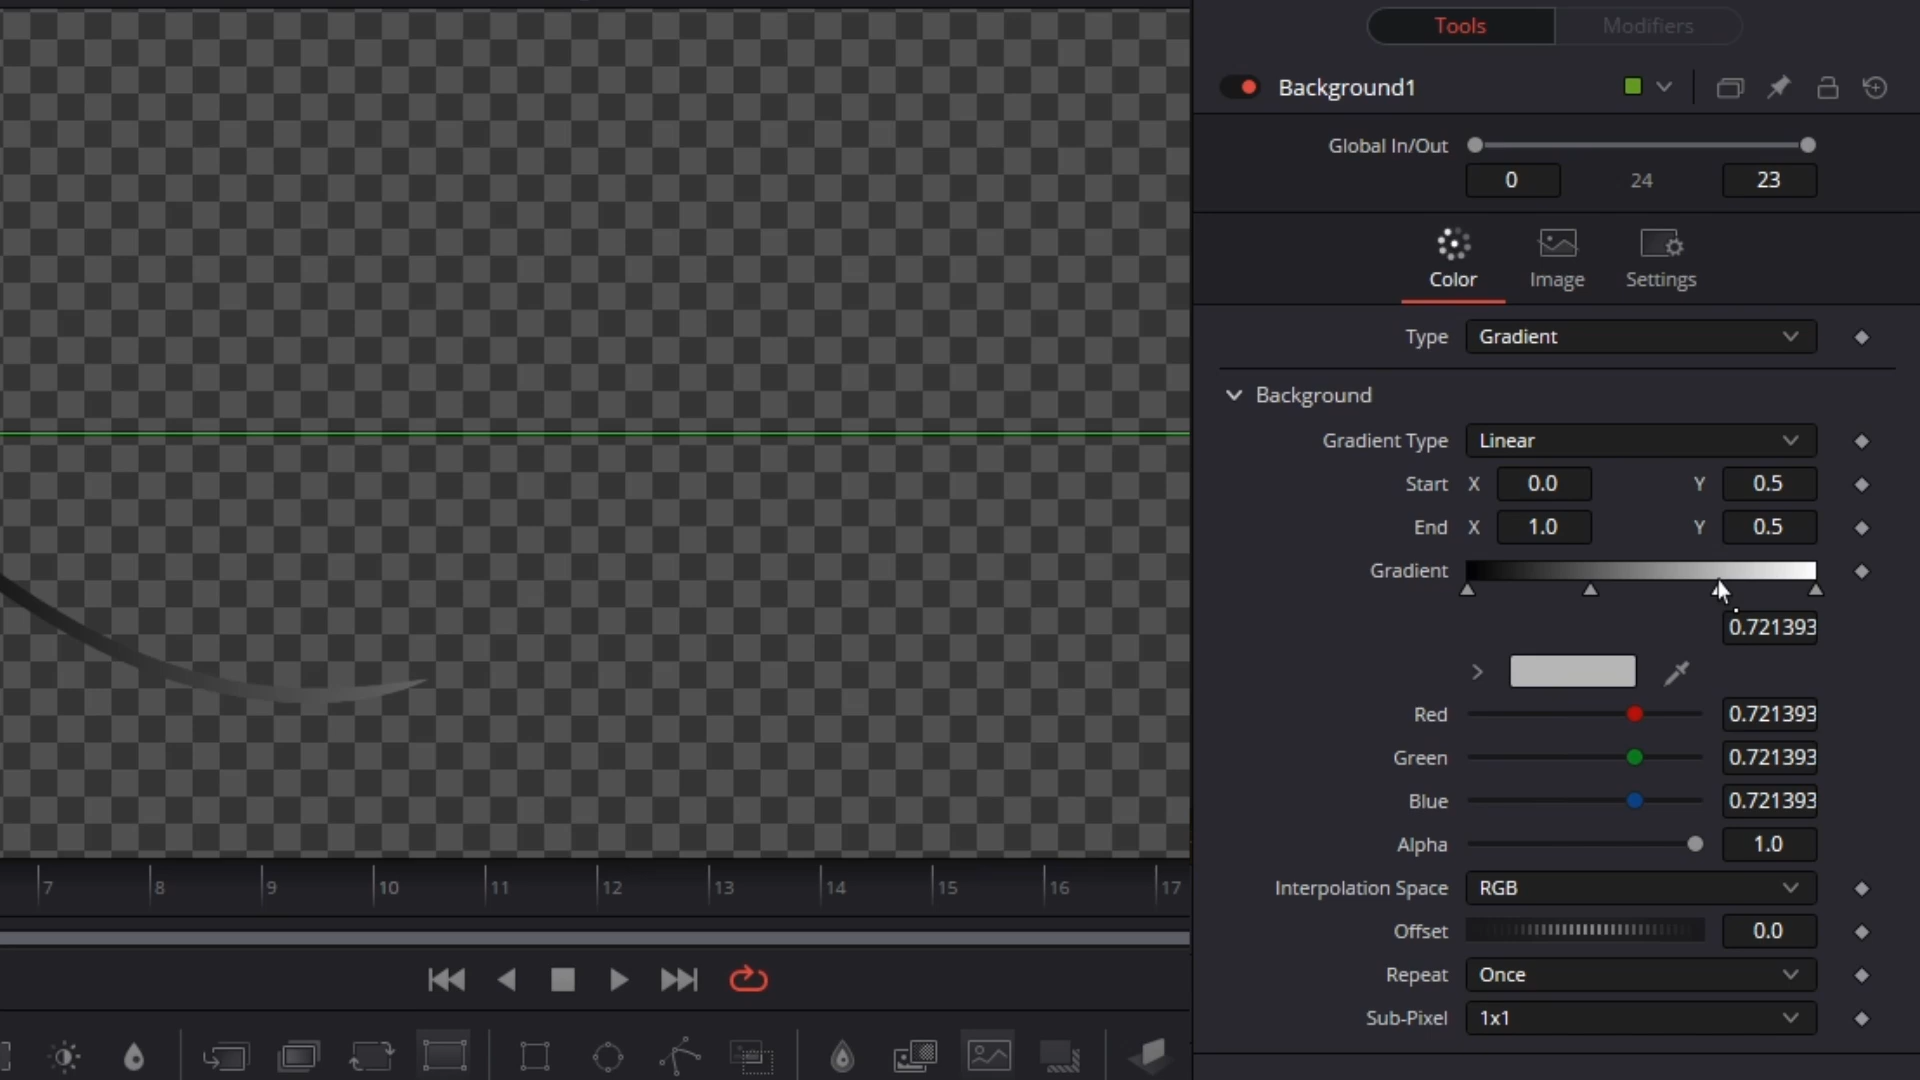 Tools Modifiers
Background1
Global In/Out
0 24 23
Color Image Settings
Type Gradient
Background
Gradient Type Linear
Start X 0.0 Y 0.5
End X 1.0 Y 0.5
Gradient
0.721393
Red 0.721393
Green 0.721393
Blue 0.721393
Alpha 1.0
Interpolation Space RGB
Offset 0.0
Repeat Once
Sub-Pixel 1x1
7 8 9 10 11 12 13 14 15 16 17